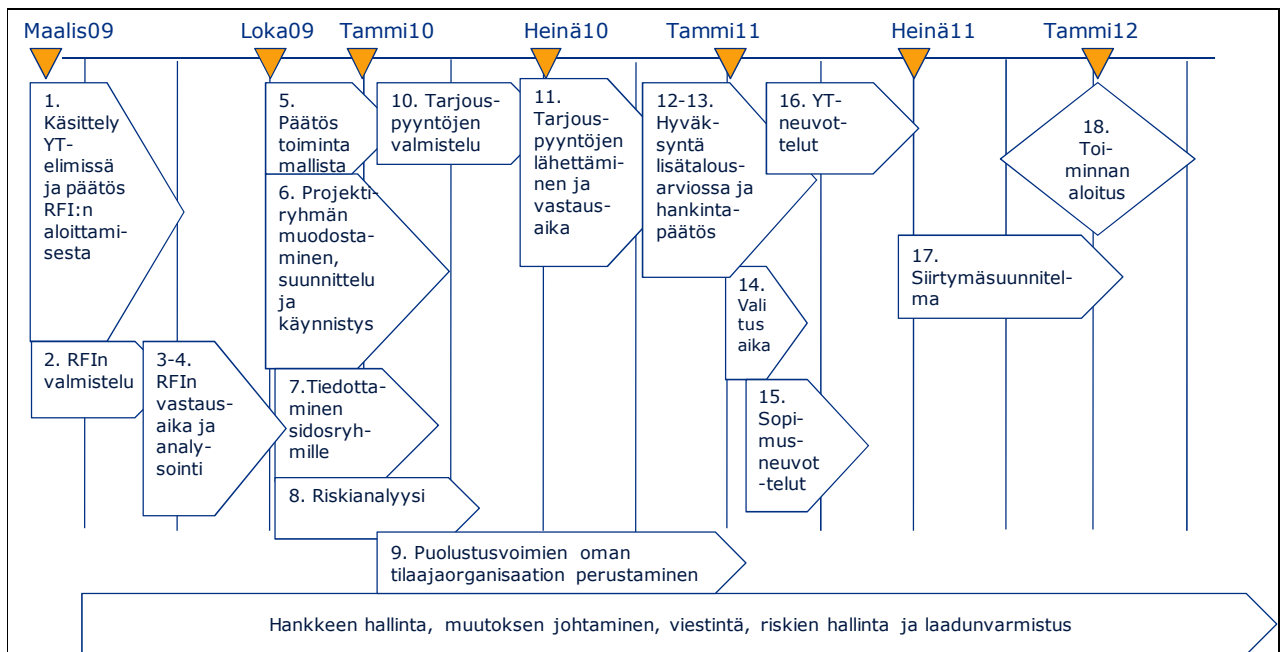 Maalis09
Loka09
Tammi10
Heinä10
Tammi11
Heinä11
Tammi12
1.
Käsittely
YT-
elimissä
ja päätös
RFI:n
aloittami-
sesta
2. RFIn
valmistelu
3-4.
RFIn
vastaus-
aika ja
analy-
sointi
5.
Päätös
toiminta
mallista
6. Projekti-
ryhmän
muodosta-
minen,
suunnittelu
ja
käynnistys
7.Tiedotta-
minen
sidosryh-
mille
8. Riskianalyysi
9. Puolustusvoimien oman
tilaajaorganisaation perustaminen
10. Tarjous-
pyyntöjen
valmistelu
11.
Tarjous-
pyyntöjen
lähettämi-
nen ja
vastaus-
aika
12-13.
Hyväk-
syntä
lisätalous-
arviossa ja
hankinta-
päätös
14.
Vali
tus
aika
15.
Sopi-
mus-
neuvot
-telut
16. YT-
neuvot-
telut
17.
Siirtymäsuunnitel-
ma
18.
Toi-
minnan
aloitus
Hankkeen hallinta, muutoksen johtaminen, viestintä, riskien hallinta ja laadunvarmistus